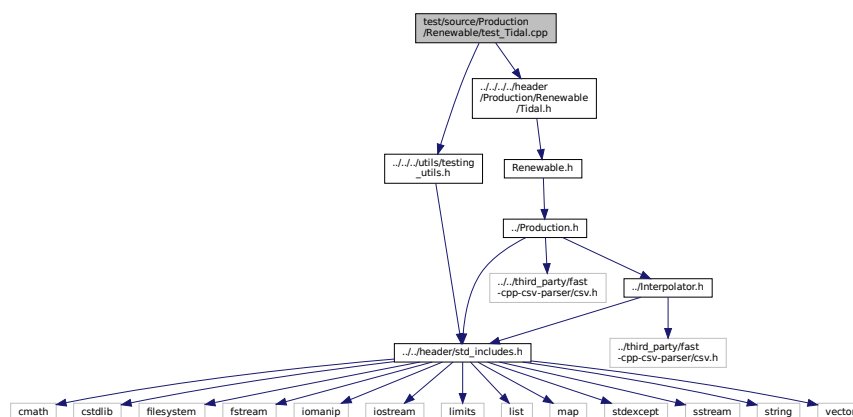 test/source/Production
/Renewable/test_Tidal.cpp
../../../../header
/Production/Renewable
/Tidal.h
../../../utils/testing
_utils.h
Renewable.h
../Production.h
../../third_party/fast
-cpp-csv-parser/csv.h
../Interpolator.h
../../header/std_includes.h
../third_party/fast
-cpp-csv-parser/csv.h
cmath
cstdlib
filesystem
fstream
iomanip
iostream
limits
list
map
stdexcept
sstream
string
vecto